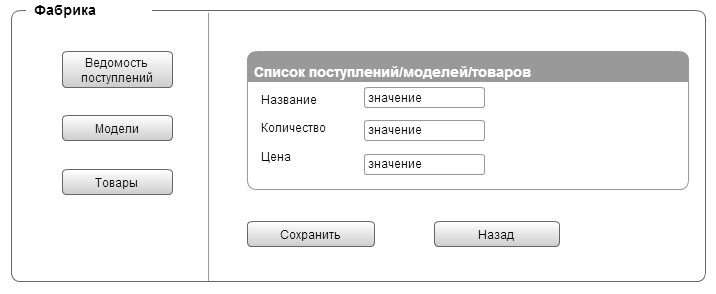 Фабрика
Ведомость
поступлений
Модели
Товары
Список поступлений/моделей/товаров
Название значение
Количество значение
Цена значение
Сохранить Назад